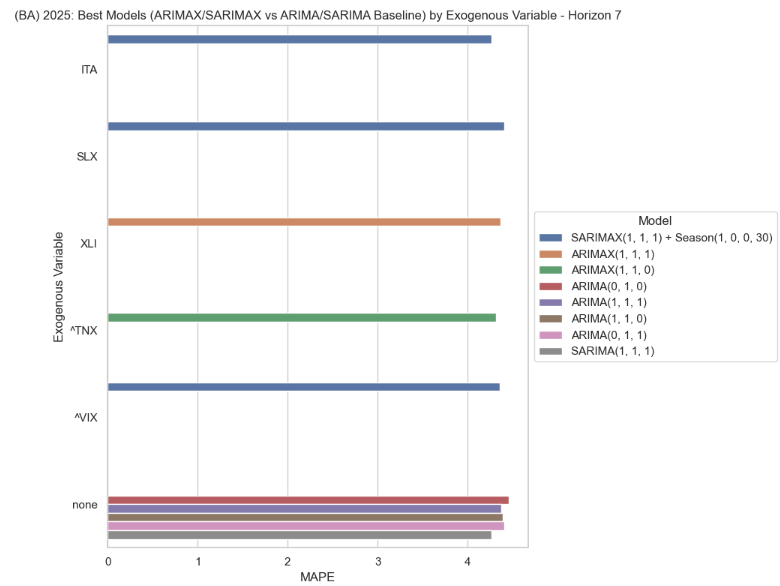 (BA) 2025: Best Models (ARIMAX/SARIMAX vs ARIMA/SARIMA Baseline) by Exogenous Variable - Horizon 7
Exogenous Variable
ITA
SLX
XLI
^TNX
^VIX
none
0 1 2 3 4
MAPE
Model
SARIMAX(1, 1, 1) + Season(1, 0, 0, 30)
ARIMAX(1, 1, 1)
ARIMAX(1, 1, 0)
ARIMA(0, 1, 0)
ARIMA(1, 1, 1)
ARIMA(1, 1, 0)
ARIMA(0, 1, 1)
SARIMA(1, 1, 1)